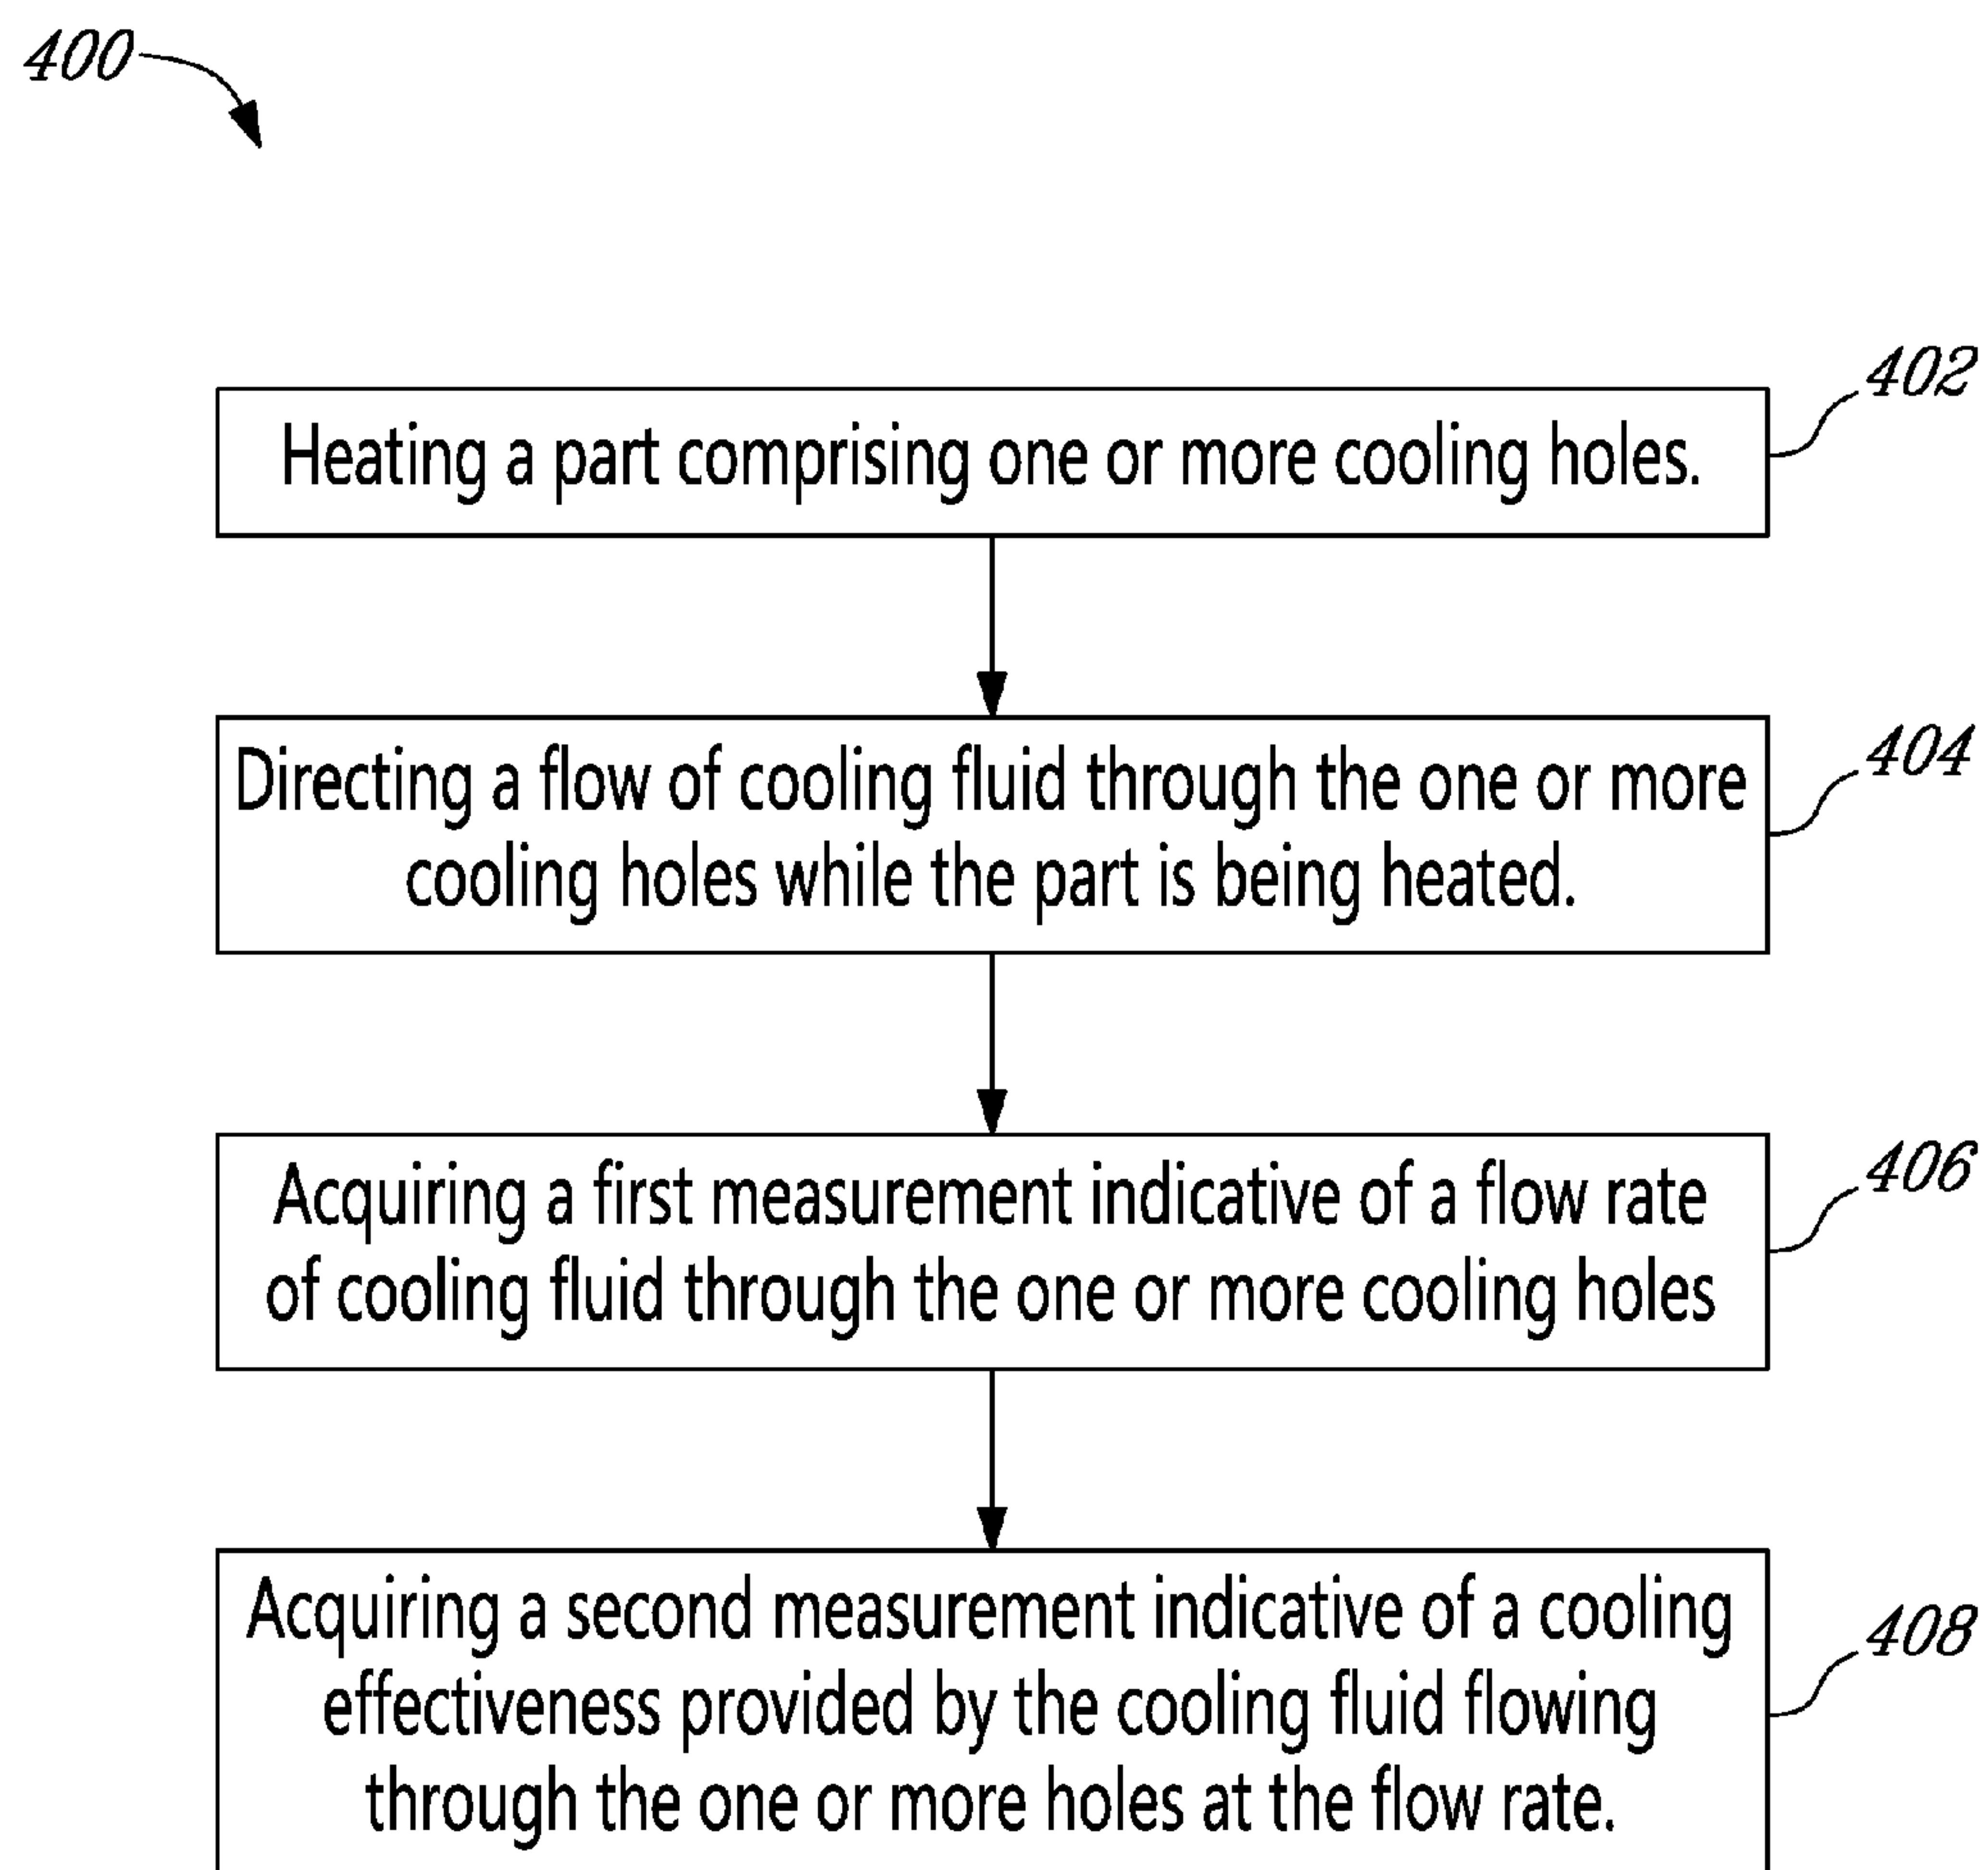 400
402
Heating a part comprising one or more cooling holes.
404
Directing a flow of cooling fluid through the one or more
cooling holes while the part is being heated.
406
Acquiring a first measurement indicative of a flow rate
of cooling fluid through the one or more cooling holes
408
Acquiring a second measurement indicative of a cooling
effectiveness provided by the cooling fluid flowing
through the one or more holes at the flow rate.